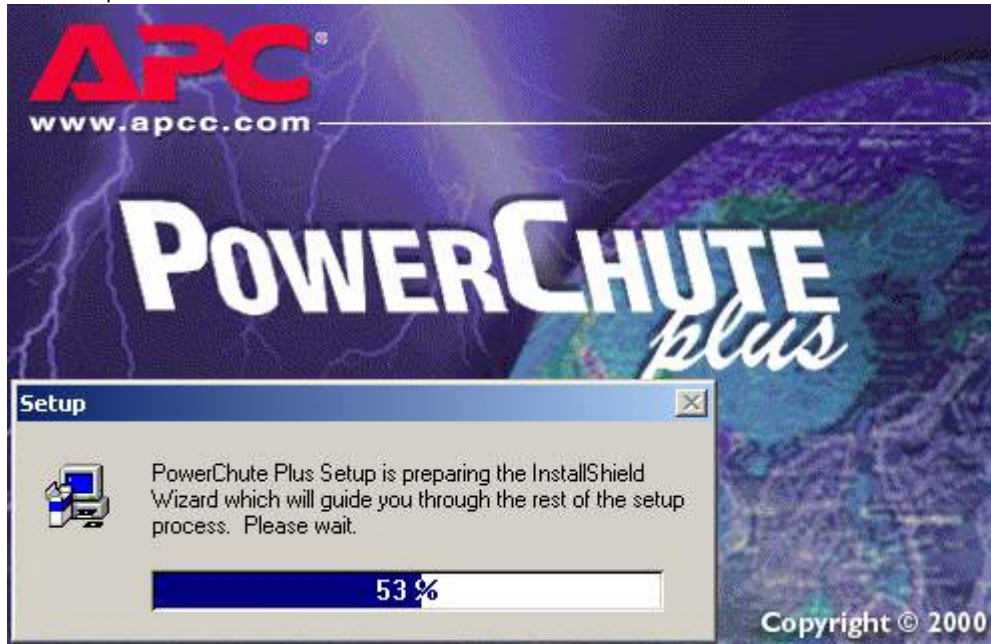 APC®
www.apcc.com
POWERCHUTE
plus
Setup
PowerChute Plus Setup is preparing the InstallShield
Wizard which will guide you through the rest of the setup
process. Please wait.
53 %
Copyright © 2000